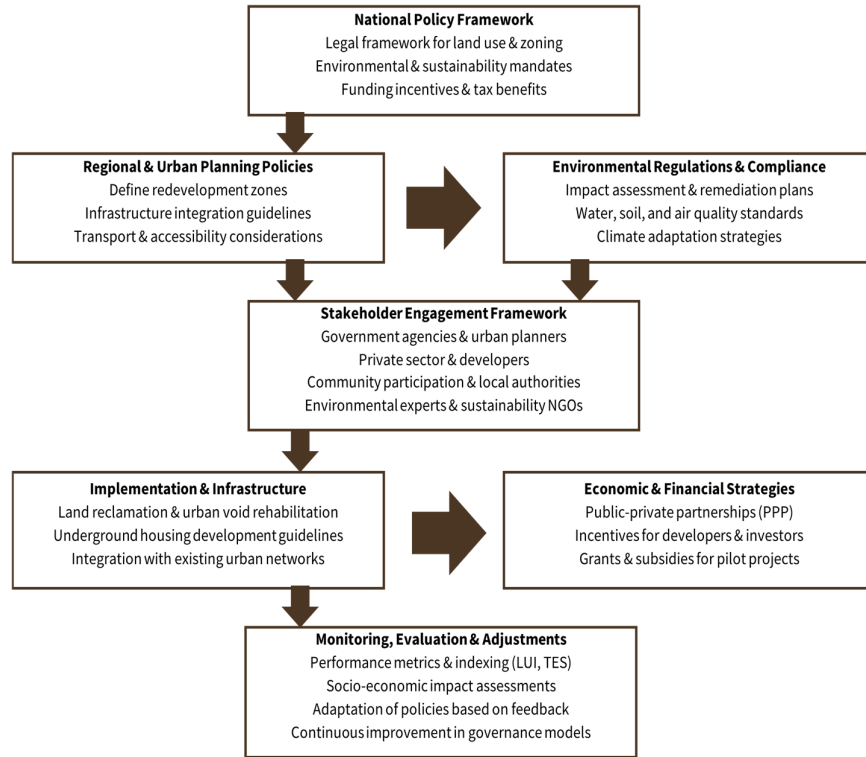 National Policy Framework
Legal framework for land use & zoning
Environmental & sustainability mandates
Funding incentives & tax benefits
Regional & Urban Planning Policies
Define redevelopment zones
Infrastructure integration guidelines
Transport & accessibility considerations
Environmental Regulations & Compliance
Impact assessment & remediation plans
Water, soil, and air quality standards
Climate adaptation strategies
Stakeholder Engagement Framework
Government agencies & urban planners
Private sector & developers
Community participation & local authorities
Environmental experts & sustainability NGOs
Implementation & Infrastructure
Land reclamation & urban void rehabilitation
Underground housing development guidelines
Integration with existing urban networks
Economic & Financial Strategies
Public-private partnerships (PPP)
Incentives for developers & investors
Grants & subsidies for pilot projects
Monitoring, Evaluation & Adjustments
Performance metrics & indexing (LUI, TES)
Socio-economic impact assessments
Adaptation of policies based on feedback
Continuous improvement in governance models